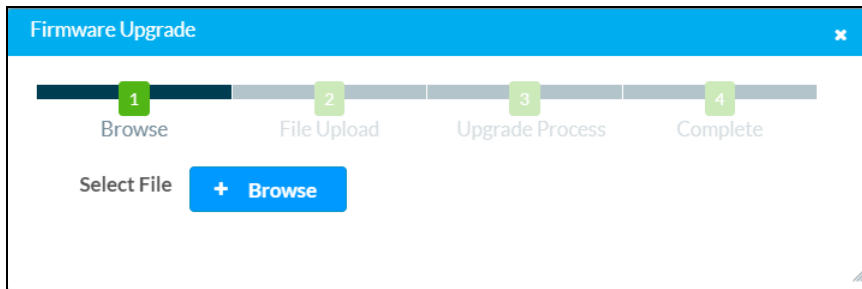 Firmware Upgrade ×
1 2 3 4
Browse File Upload Upgrade Process Complete
Select File + Browse